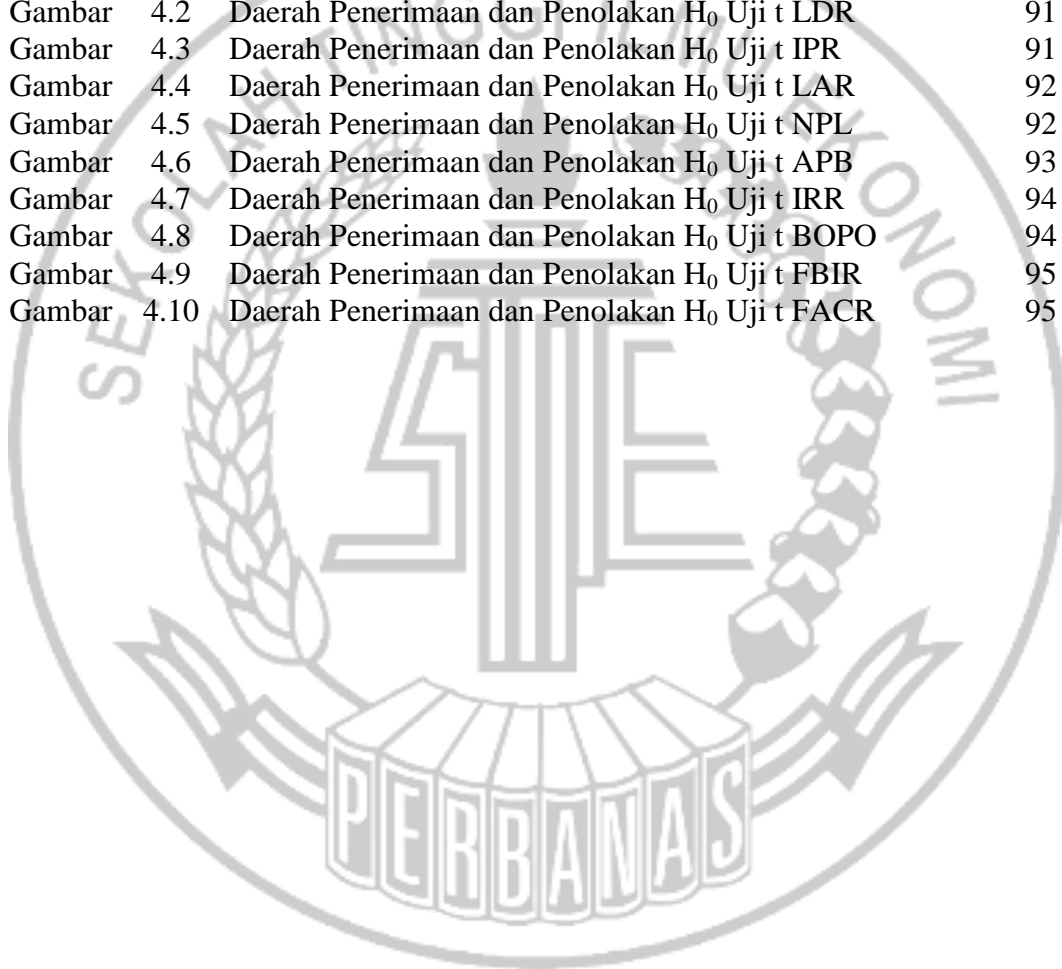 Gambar 4.2 Daerah Penerimaan dan Penolakan H₀ Uji t LDR 91
Gambar 4.3 Daerah Penerimaan dan Penolakan H₀ Uji t IPR 91
Gambar 4.4 Daerah Penerimaan dan Penolakan H₀ Uji t LAR 92
Gambar 4.5 Daerah Penerimaan dan Penolakan H₀ Uji t NPL 92
Gambar 4.6 Daerah Penerimaan dan Penolakan H₀ Uji t APB 93
Gambar 4.7 Daerah Penerimaan dan Penolakan H₀ Uji t IRR 94
Gambar 4.8 Daerah Penerimaan dan Penolakan H₀ Uji t BOPO 94
Gambar 4.9 Daerah Penerimaan dan Penolakan H₀ Uji t FBIR 95
Gambar 4.10 Daerah Penerimaan dan Penolakan H₀ Uji t FACR 95
SEKOLAH TINGGI ILMU EKONOMI
STIE
PERBANAS